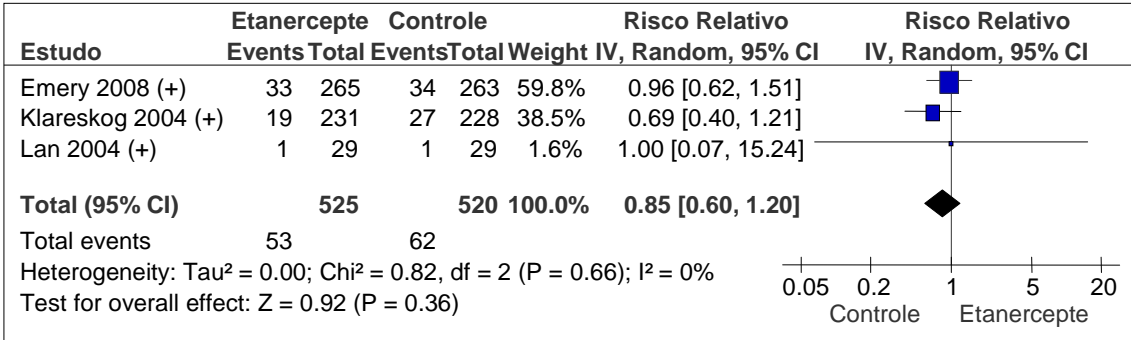 Etanercepte Controle Risco Relativo Risco Relativo
Estudo Events Total Events Total Weight IV, Random, 95% CI IV, Random, 95% CI
Emery 2008 (+) 33 265 34 263 59.8% 0.96 [0.62, 1.51]
Klareskog 2004 (+) 19 231 27 228 38.5% 0.69 [0.40, 1.21]
Lan 2004 (+) 1 29 1 29 1.6% 1.00 [0.07, 15.24]
Total (95% CI) 525 520 100.0% 0.85 [0.60, 1.20]
Total events 53 62
Heterogeneity: Tau² = 0.00; Chi² = 0.82, df = 2 (P = 0.66); I² = 0%
Test for overall effect: Z = 0.92 (P = 0.36)
0.05 0.2 1 5 20
Controle Etanercepte